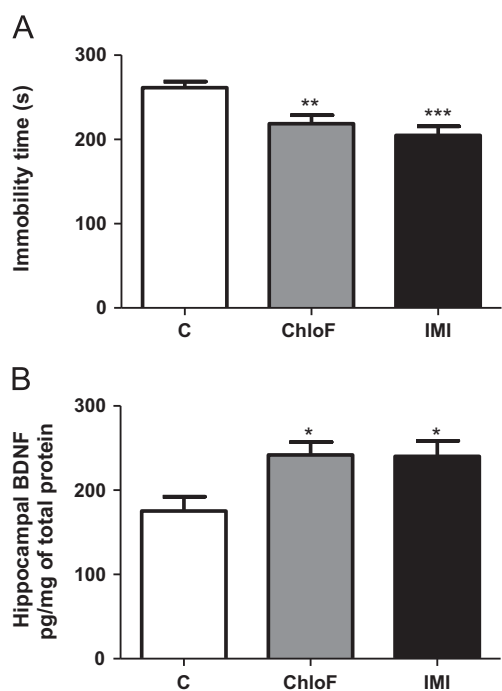 A
Immobility time (s)
300
200
100
0
**
***
C ChloF IMI
B
Hippocampal BDNF
pg/mg of total protein
300
200
100
0
*
*
C ChloF IMI